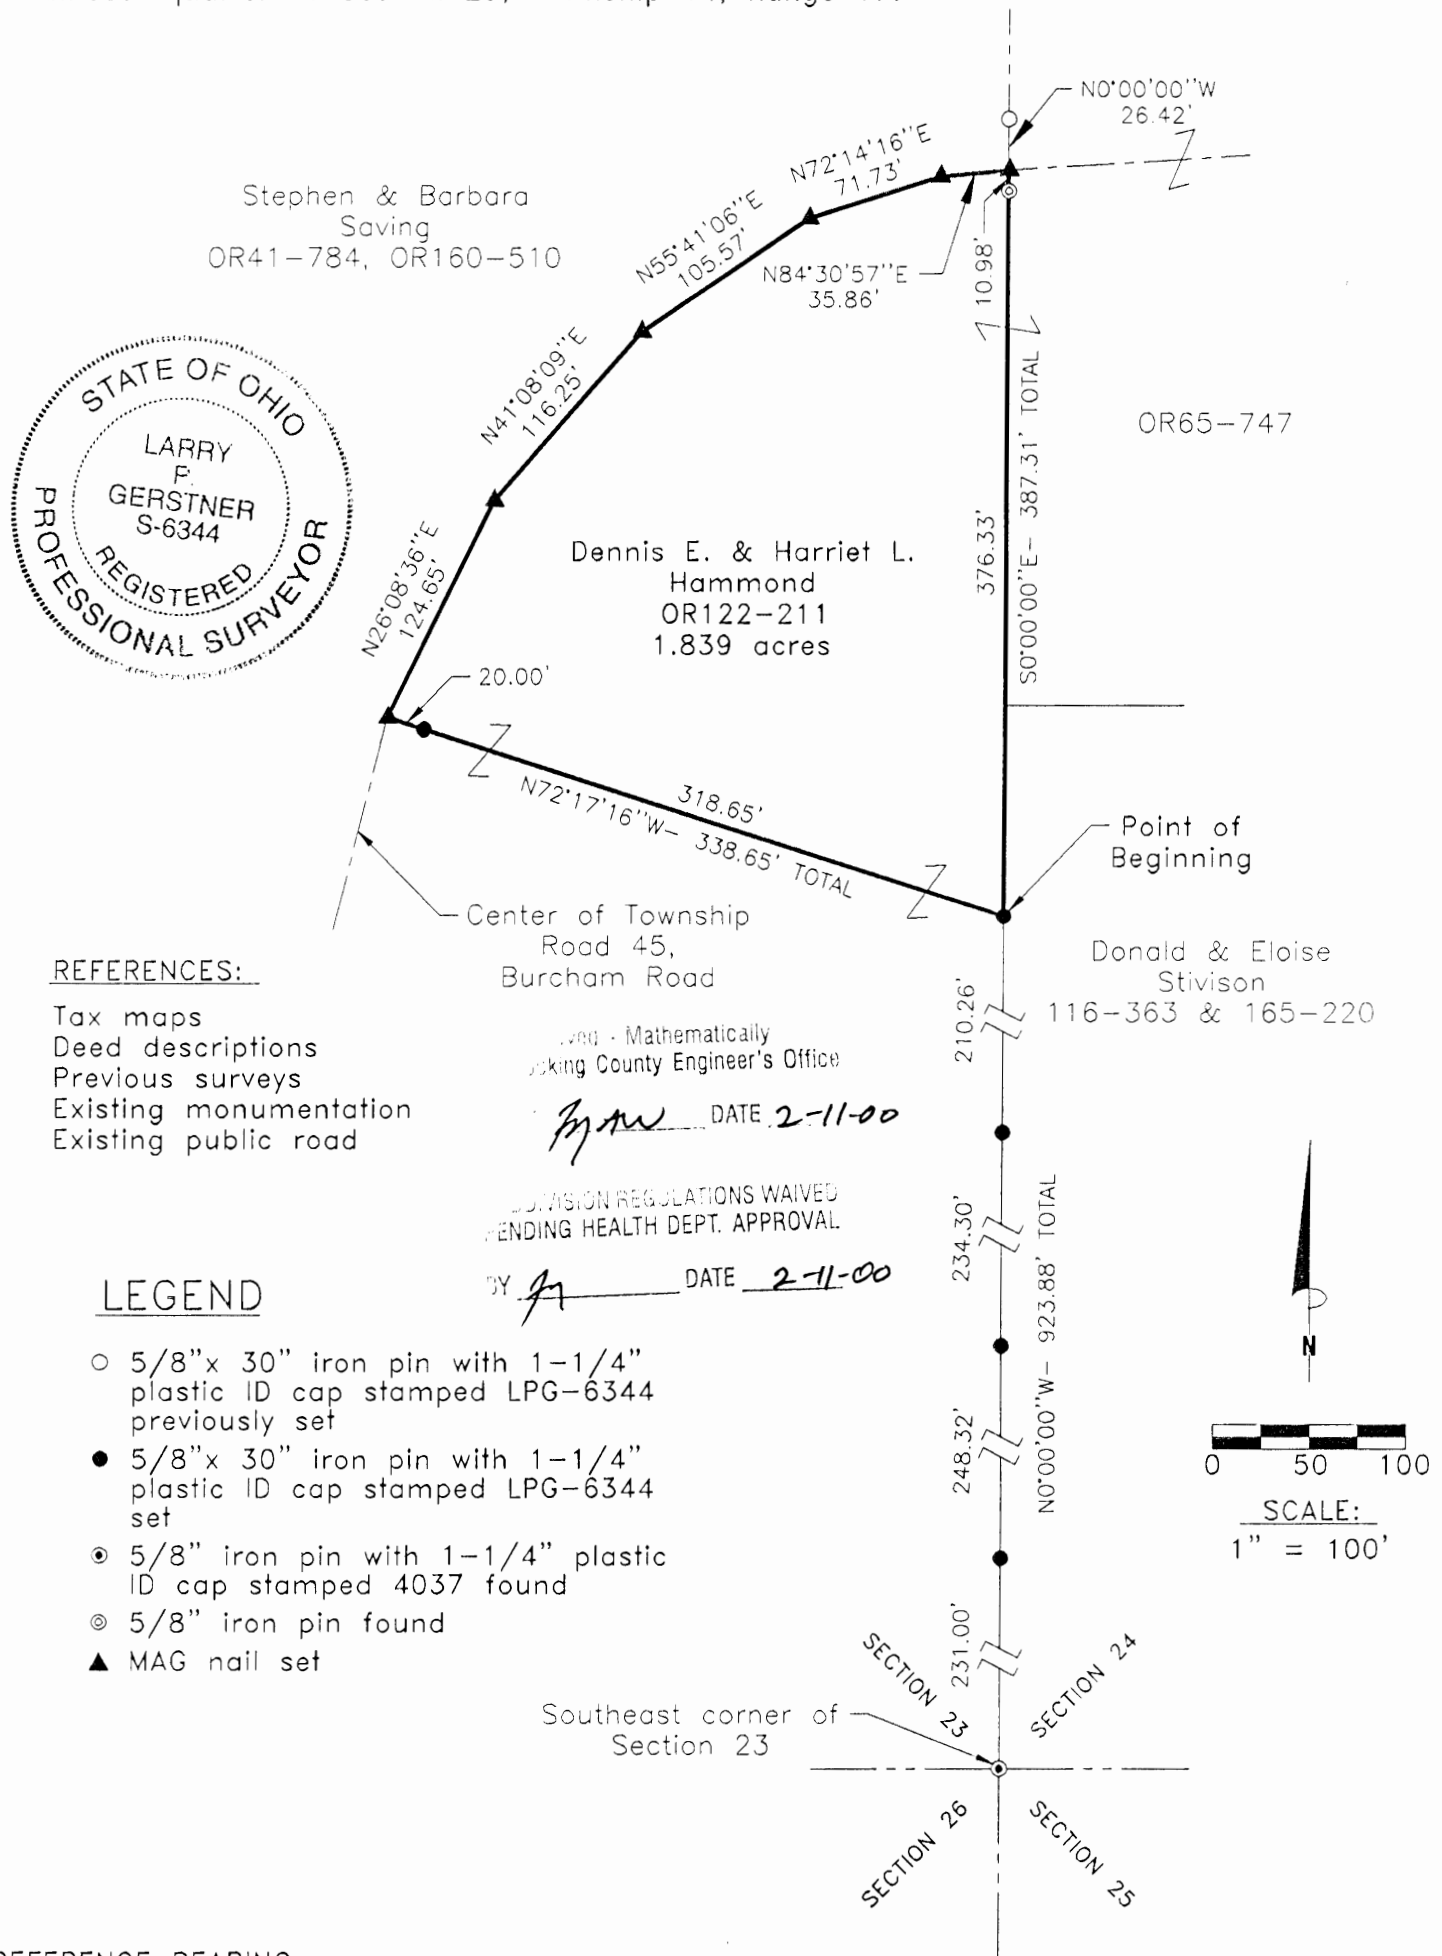 N0°00'00"W
26.42'
N72°14'16"E
71.73'
Stephen & Barbara
Saving
OR41-784, OR160-510
N55°41'06"E
105.57'
N84°30'57"E
35.86'
10.98'
N41°08'09"E
116.25'
S0°00'00"E- 387.31' TOTAL
376.33'
OR65-747
STATE OF OHIO
LARRY
P.
GERSTNER
S-6344
REGISTERED
PROFESSIONAL SURVEYOR
Dennis E. & Harriet L.
Hammond
OR122-211
1.839 acres
N26°08'36"E
124.65'
20.00'
318.65'
N72°17'16"W- 338.65' TOTAL
Point of
Beginning
Center of Township
Road 45,
Burcham Road
Donald & Eloise
Stivison
116-363 & 165-220
REFERENCES:
Tax maps
Deed descriptions
Previous surveys
Existing monumentation
Existing public road
- Mathematically
County Engineer's Office
DATE 2-11-00
REGULATIONS WAIVED
HEALTH DEPT. APPROVAL
BY DATE 2-11-00
210.26'
234.30'
N0°00'00"W- 923.88' TOTAL
248.32'
231.00'
LEGEND
5/8"x 30" iron pin with 1-1/4"
plastic ID cap stamped LPG-6344
previously set
5/8"x 30" iron pin with 1-1/4"
plastic ID cap stamped LPG-6344
set
5/8" iron pin with 1-1/4" plastic
ID cap stamped 4037 found
5/8" iron pin found
MAG nail set
N
0 50 100
SCALE:
1" = 100'
SECTION 23
SECTION 24
Southeast corner of
Section 23
SECTION 26
SECTION 25